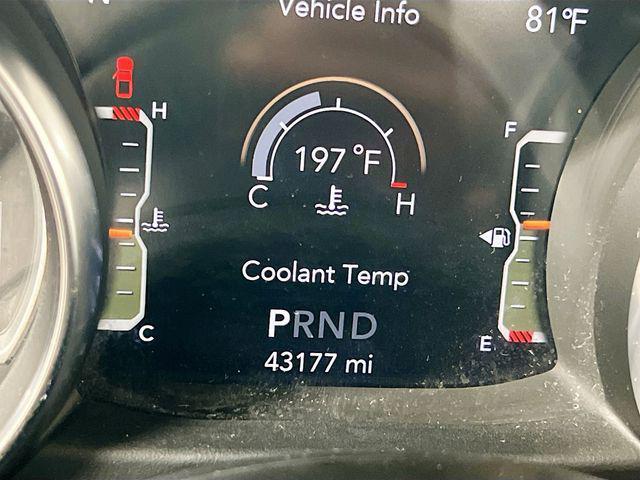 N
Vehicle Info
81°F
H
F
197 °F
C
H
Coolant Temp
C
E
PRND
43177 mi